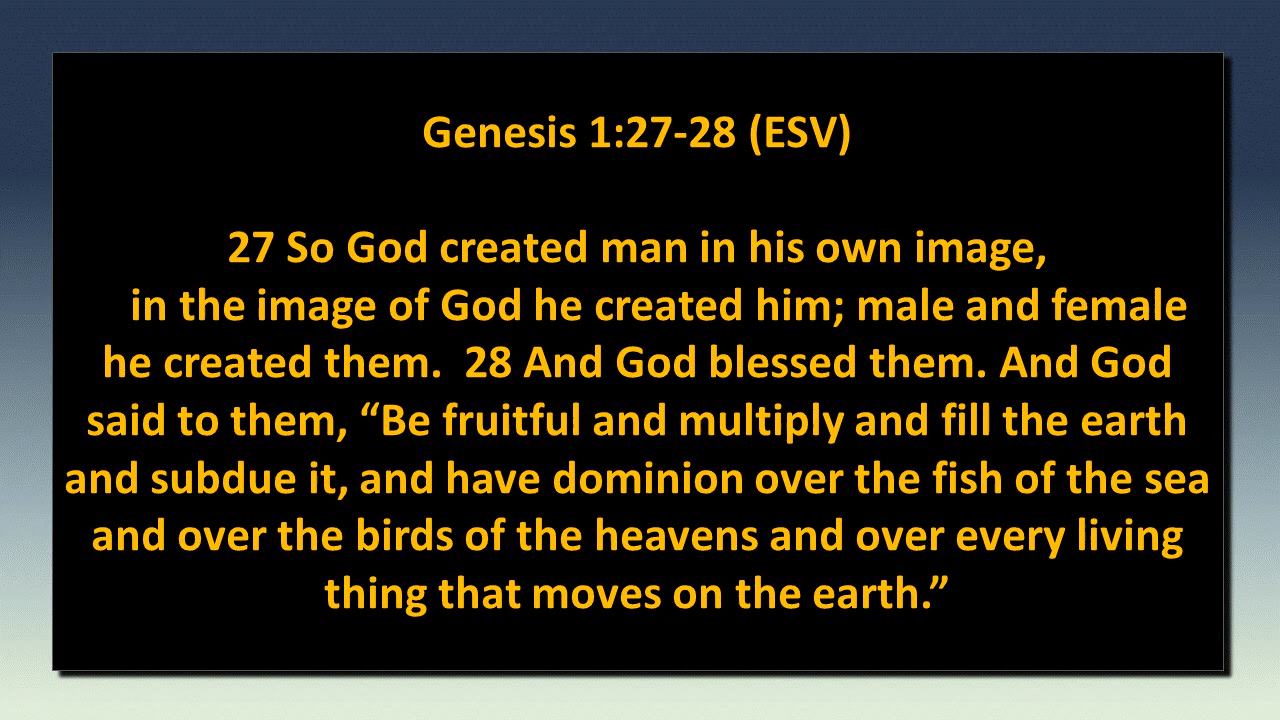 Genesis 1:27-28 (ESV)
27 So God created man in his own image,
in the image of God he created him; male and female
he created them.  28 And God blessed them. And God
said to them, “Be fruitful and multiply and fill the earth
and subdue it, and have dominion over the fish of the sea
and over the birds of the heavens and over every living
thing that moves on the earth.”